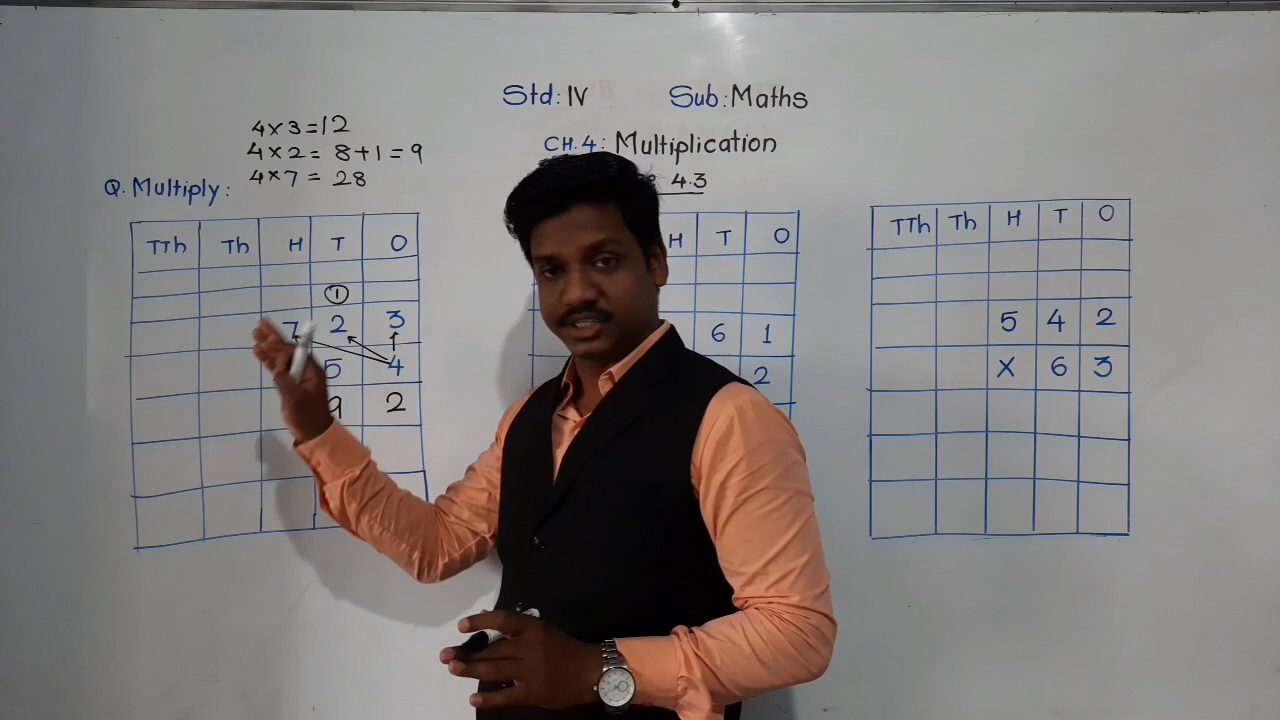 Std: IV Sub: Maths
4×3=12
4×2= 8+1=9
CH.4: Multiplication
4×7= 28
4.3
Q. Multiply:
TTh Th H T O
1
7 2 3
5 4
9 2
H T O
6 1
2
TTh Th H T O
5 4 2
X 6 3